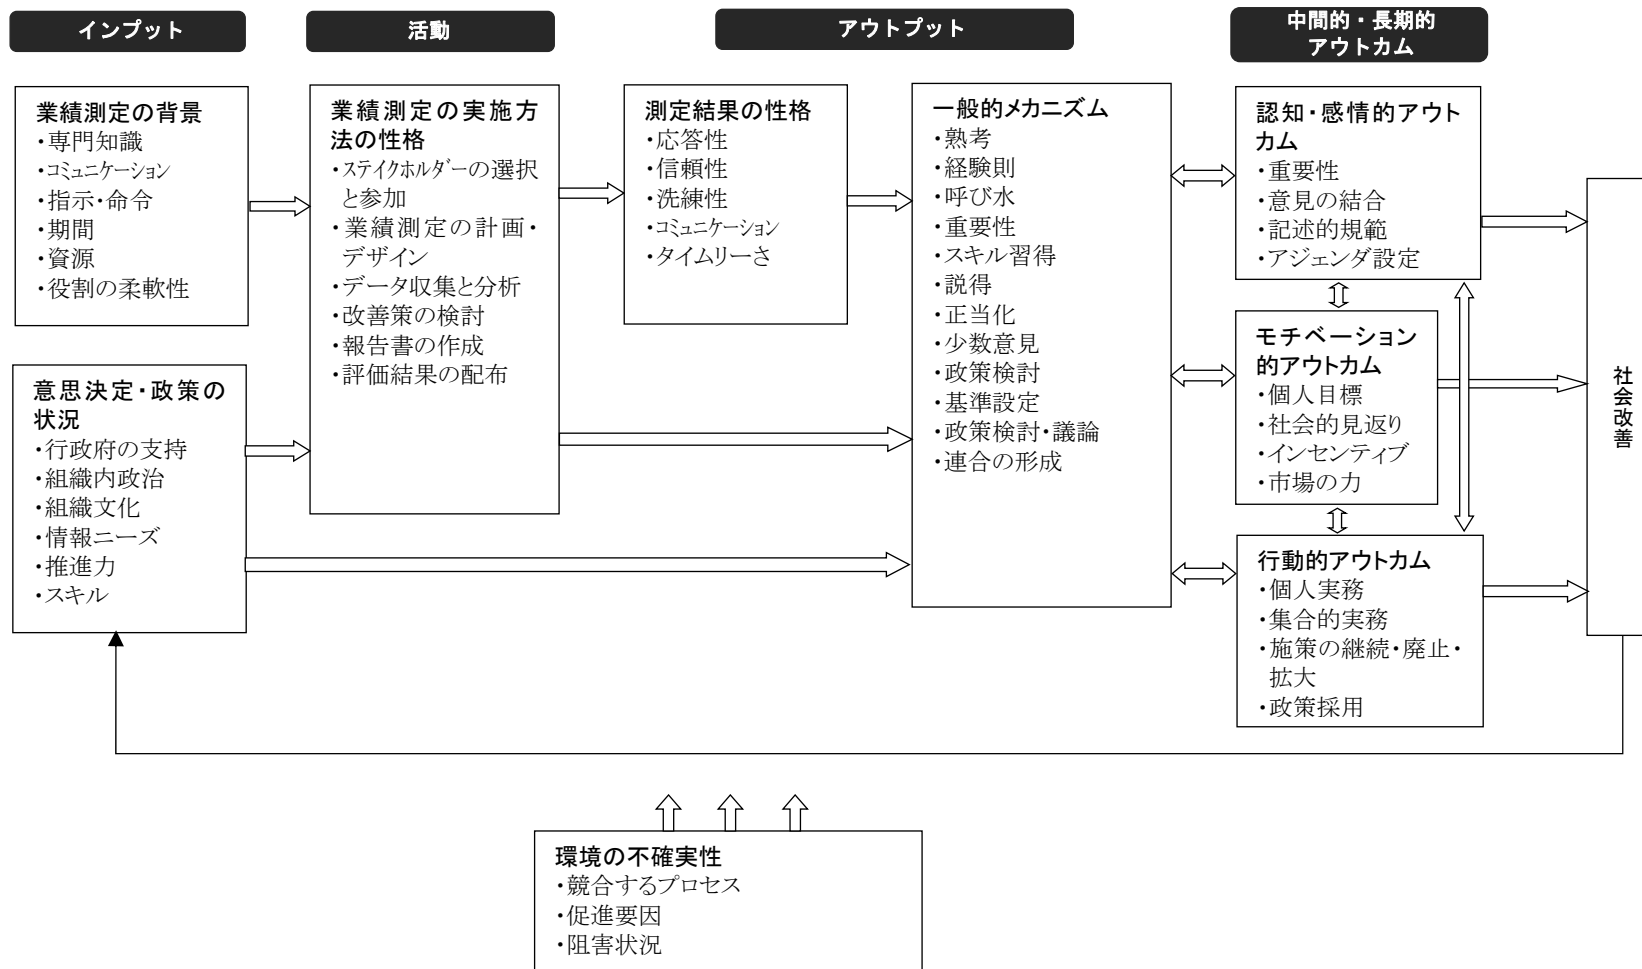 インプット
活動
アウトプット
中間的・長期的
アウトカム
業績測定の背景
・専門知識
・コミュニケーション
・指示・命令
・期間
・資源
・役割の柔軟性
意思決定・政策の
状況
・行政府の支持
・組織内政治
・組織文化
・情報ニーズ
・推進力
・スキル
業績測定の実施方
法の性格
・ステイクホルダーの選択
と参加
・業績測定の計画・
デザイン
・データ収集と分析
・改善策の検討
・報告書の作成
・評価結果の配布
測定結果の性格
・応答性
・信頼性
・洗練性
・コミュニケーション
・タイムリーさ
一般的メカニズム
・熟考
・経験則
・呼び水
・重要性
・スキル習得
・説得
・正当化
・少数意見
・政策検討
・基準設定
・政策検討・議論
・連合の形成
認知・感情的アウト
カム
・重要性
・意見の結合
・記述的規範
・アジェンダ設定
モチベーション
的アウトカム
・個人目標
・社会的見返り
・インセンティブ
・市場の力
行動的アウトカム
・個人実務
・集合的実務
・施策の継続・廃止・
拡大
・政策採用
社会改善
環境の不確実性
・競合するプロセス
・促進要因
・阻害状況